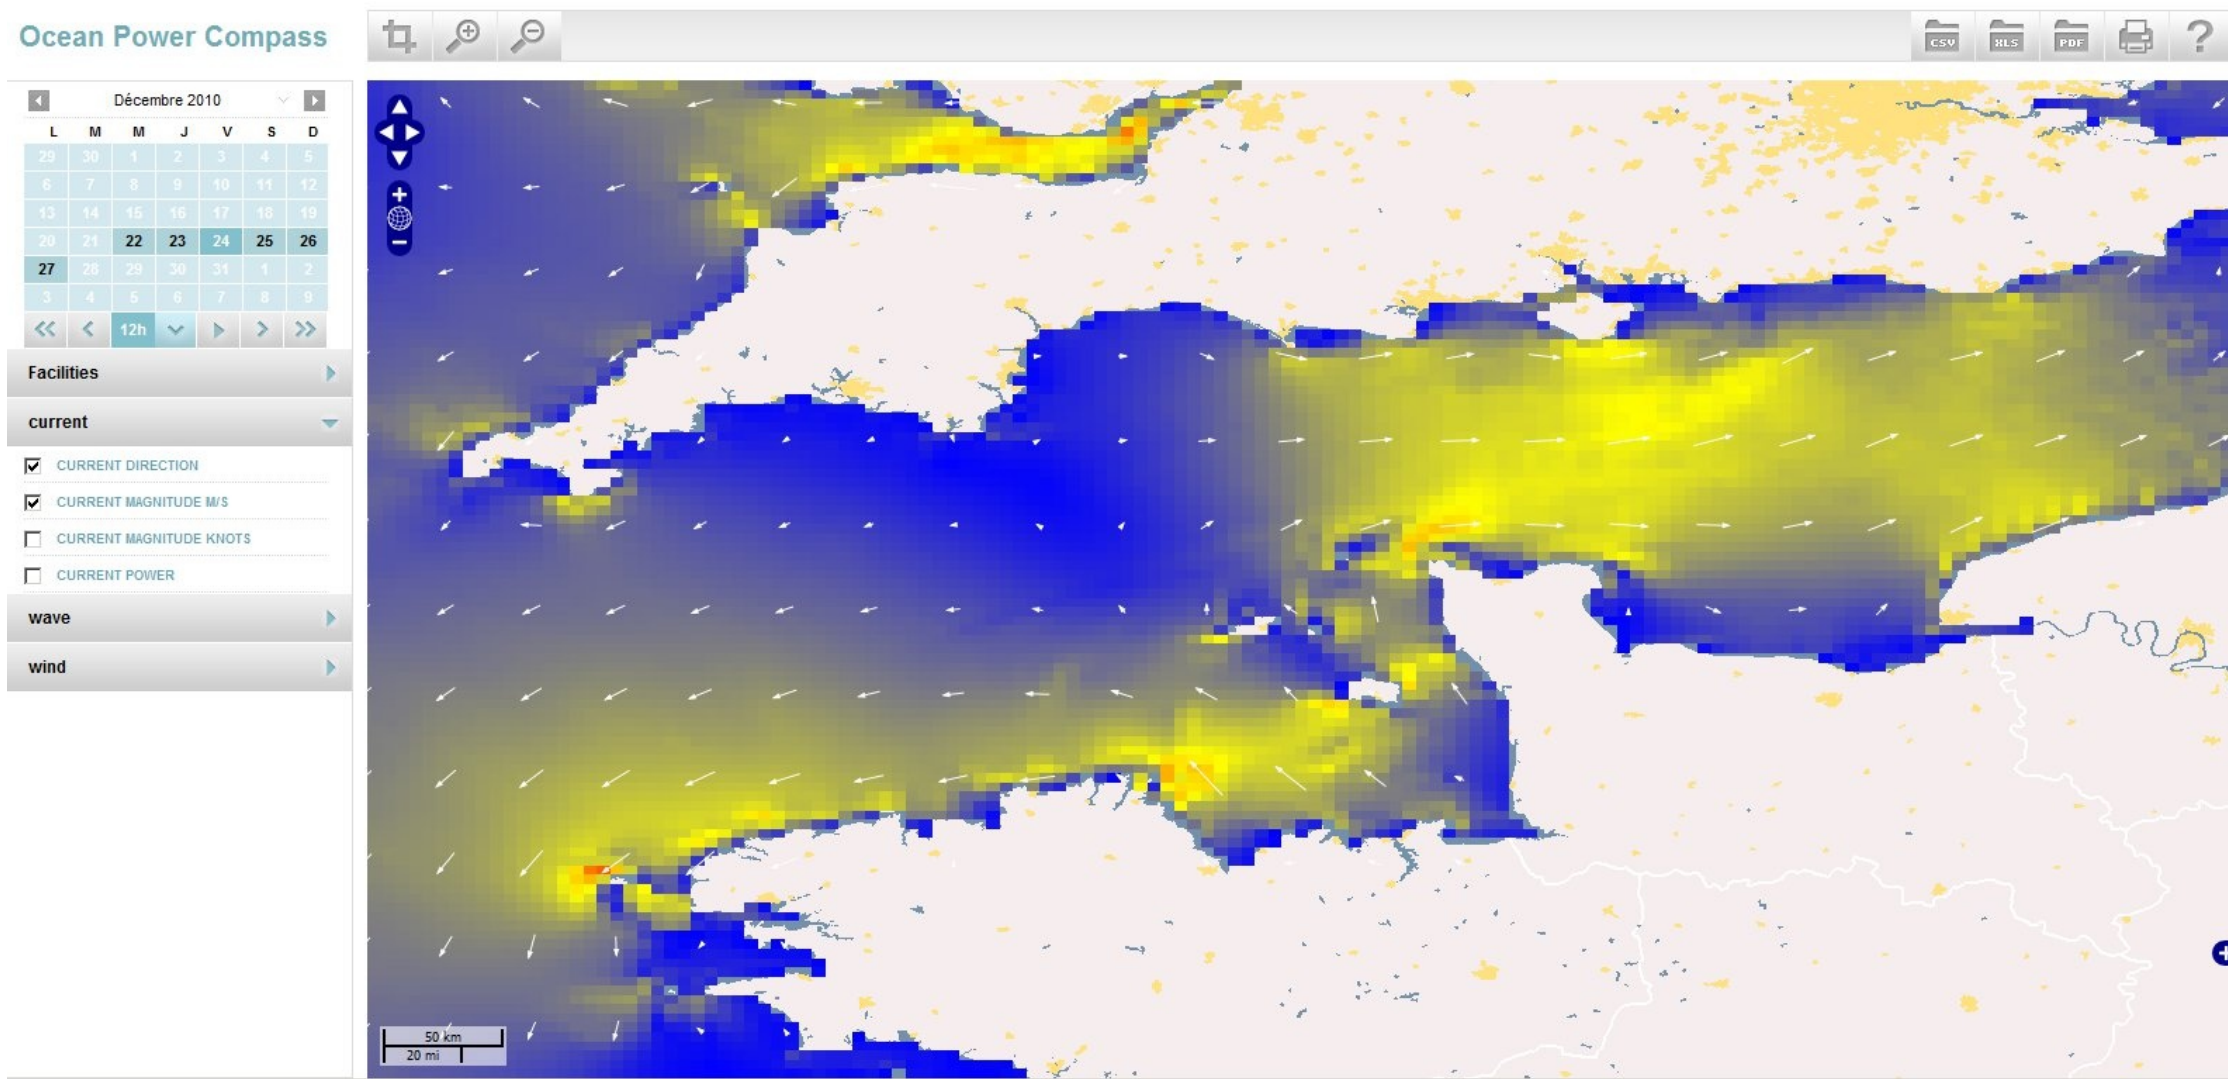 Ocean Power Compass
CSV XLS PDF ?
Décembre 2010
L M M J V S D
29 30 1 2 3 4 5
6 7 8 9 10 11 12
13 14 15 16 17 18 19
20 21 22 23 24 25 26
27 28 29 30 31 1 2
3 4 5 6 7 8 9
12h
Facilities
current
CURRENT DIRECTION
CURRENT MAGNITUDE M/S
CURRENT MAGNITUDE KNOTS
CURRENT POWER
wave
wind
50 km
20 mi